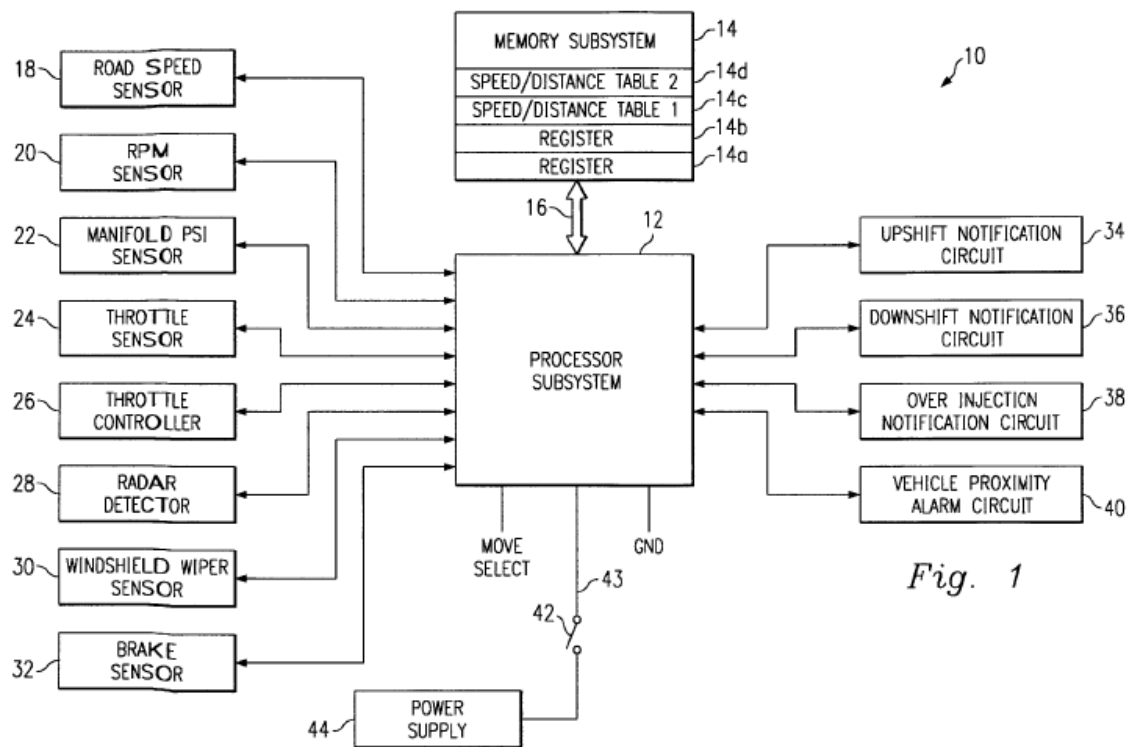 MEMORY SUBSYSTEM
14
SPEED/DISTANCE TABLE 2
14d
SPEED/DISTANCE TABLE 1
14c
REGISTER
14b
REGISTER
14a
10
16
12
PROCESSOR
SUBSYSTEM
18
ROAD SPEED
SENSOR
20
RPM
SENSOR
22
MANIFOLD PSI
SENSOR
24
THROTTLE
SENSOR
26
THROTTLE
CONTROLLER
28
RADAR
DETECTOR
30
WINDSHIELD WIPER
SENSOR
32
BRAKE
SENSOR
UPSHIFT NOTIFICATION
CIRCUIT
34
DOWNSHIFT NOTIFICATION
CIRCUIT
36
OVER INJECTION
NOTIFICATION CIRCUIT
38
VEHICLE PROXIMITY
ALARM CIRCUIT
40
MOVE
SELECT
GND
43
42
44
POWER
SUPPLY
Fig. 1